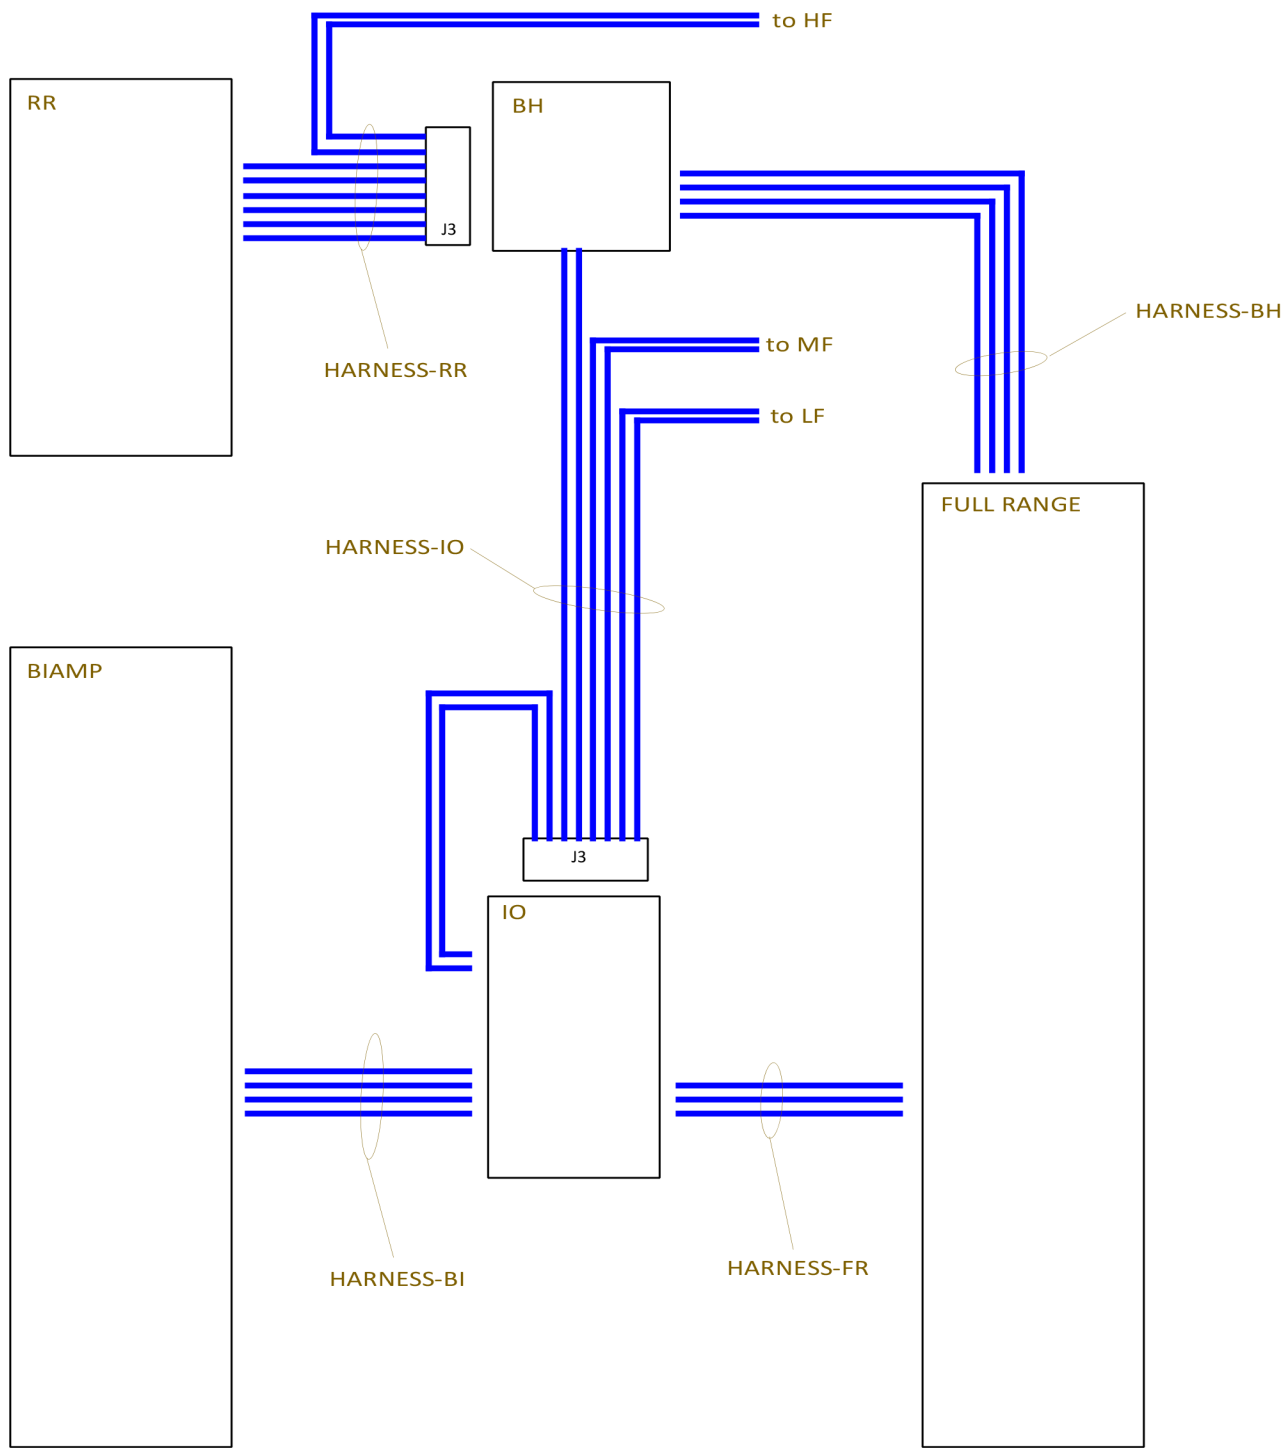 to HF
RR
BH
J3
HARNESS-BH
to MF
HARNESS-RR
to LF
FULL RANGE
HARNESS-IO
BIAMP
J3
IO
HARNESS-FR
HARNESS-BI